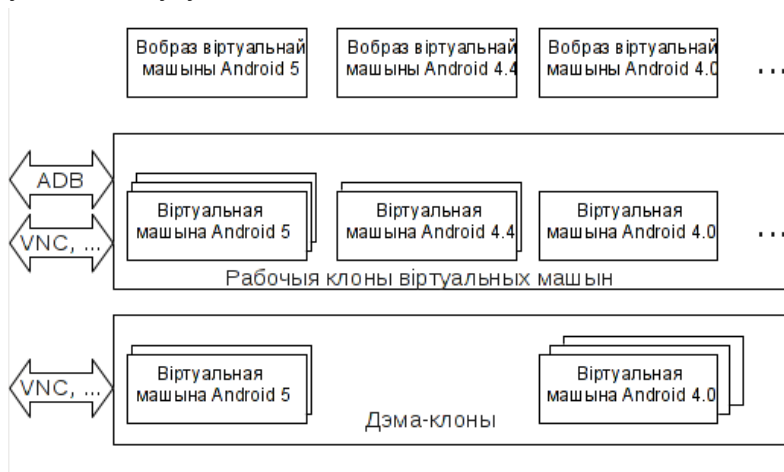 Вобраз віртуальнай
машыны Android 5
Вобраз віртуальнай
машыны Android 4.4
Вобраз віртуальнай
машыны Android 4.0
...
ADB
VNC, ...
Віртуальная
машына Android 5
Віртуальная
машына Android 4.4
Віртуальная
машына Android 4.0
...
Рабочыя клоны віртуальных машын
VNC, ...
Віртуальная
машына Android 5
Віртуальная
машына Android 4.0
Дэма-клоны